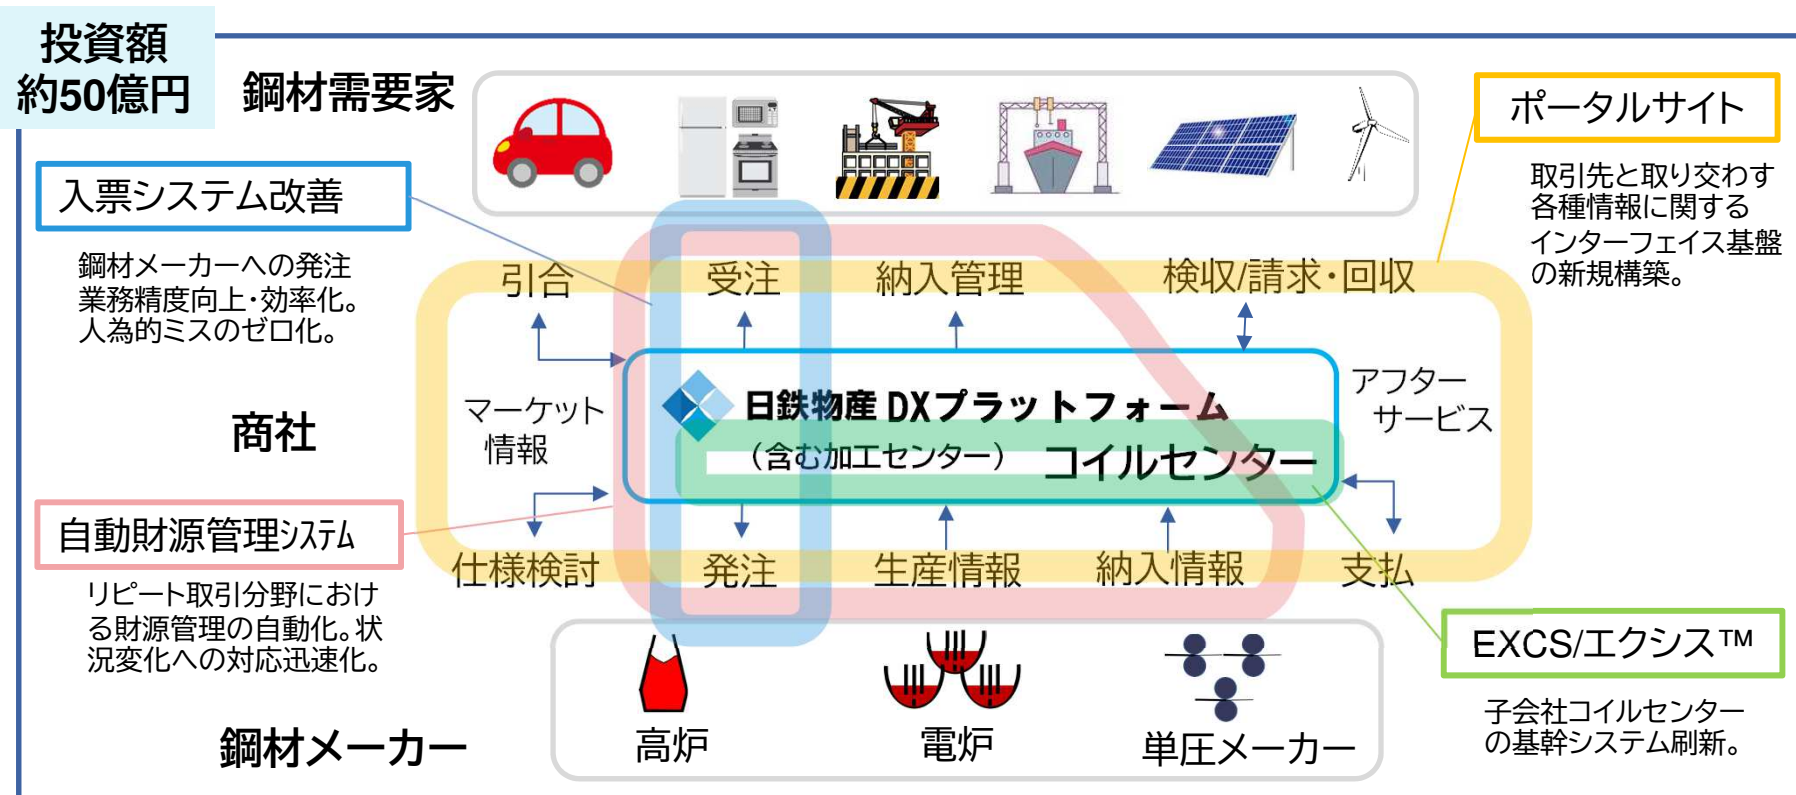 投資額
約50億円
鋼材需要家
ポータルサイト
取引先と取り交わす
各種情報に関する
インターフェイス基盤
の新規構築。
入票システム改善
鋼材メーカーへの発注
業務精度向上・効率化。
人為的ミスのゼロ化。
引合
受注
納入管理
検収/請求・回収
商社
マーケット
情報
日鉄物産 DXプラットフォーム
(含む加工センター)
コイルセンター
アフター
サービス
自動財源管理システム
リピート取引分野におけ
る財源管理の自動化。状
況変化への対応迅速化。
仕様検討
発注
生産情報
納入情報
支払
EXCS/エクシス™
子会社コイルセンター
の基幹システム刷新。
鋼材メーカー
高炉
電炉
単圧メーカー